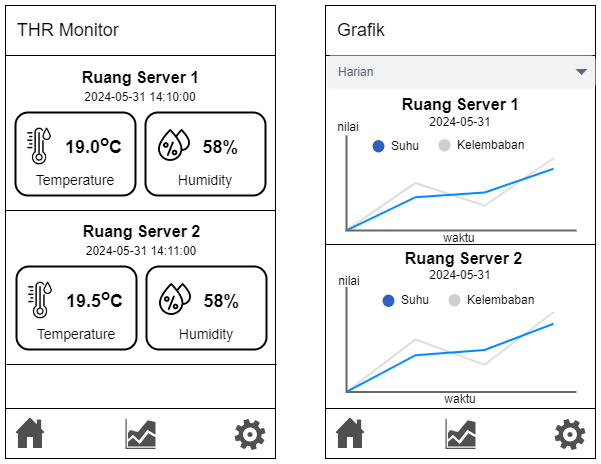 THR Monitor
Ruang Server 1
2024-05-31 14:10:00
19.0°C
Temperature
58%
Humidity
Ruang Server 2
2024-05-31 14:11:00
19.5°C
Temperature
58%
Humidity
Grafik
Harian
Ruang Server 1
2024-05-31
nilai
Suhu
Kelembaban
waktu
Ruang Server 2
2024-05-31
nilai
Suhu
Kelembaban
waktu